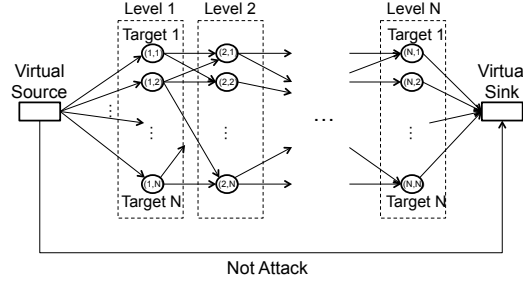 Level 1 Level 2 Level N
Target 1 Target 1
Virtual
Source
Virtual
Sink
(1,1) (2,1) (N,1)
(1,2) (2,2) (N,2)
...
(1,N) (2,N) (N,N)
Target N Target N
Not Attack